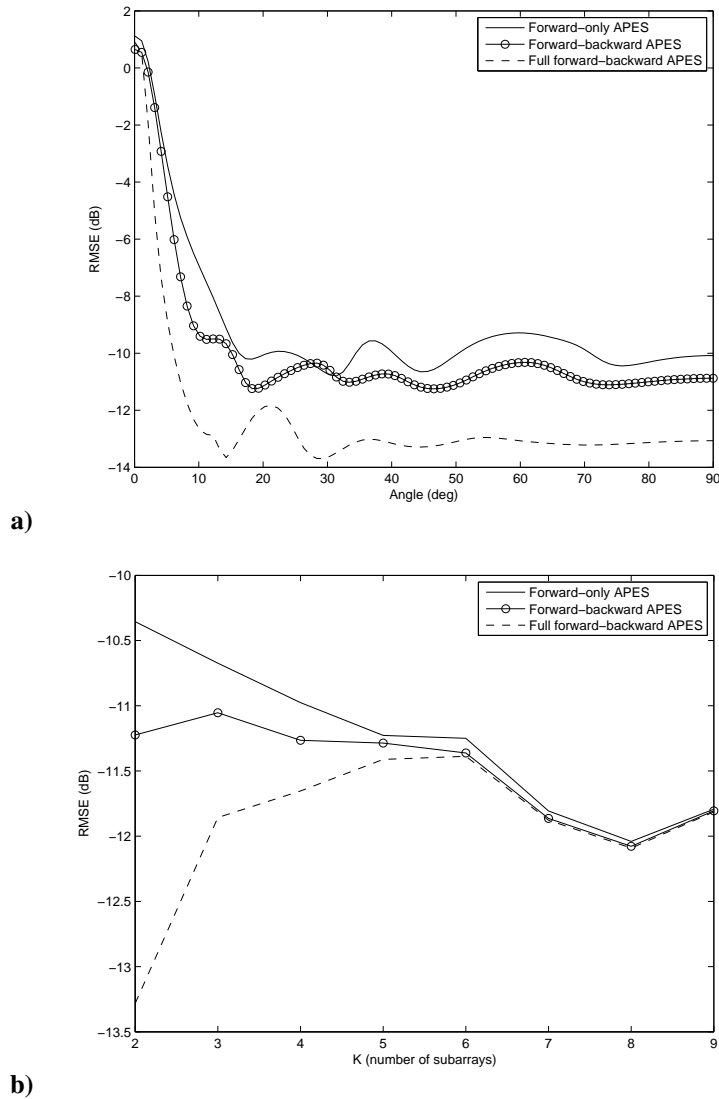 2
0
−2
−4
−6
−8
−10
−12
−14
RMSE (dB)
0 10 20 30 40 50 60 70 80 90
Angle (deg)
Forward−only APES
Forward−backward APES
Full forward−backward APES
a)
−10
−10.5
−11
−11.5
−12
−12.5
−13
−13.5
RMSE (dB)
2 3 4 5 6 7 8 9
K (number of subarrays)
Forward−only APES
Forward−backward APES
Full forward−backward APES
b)